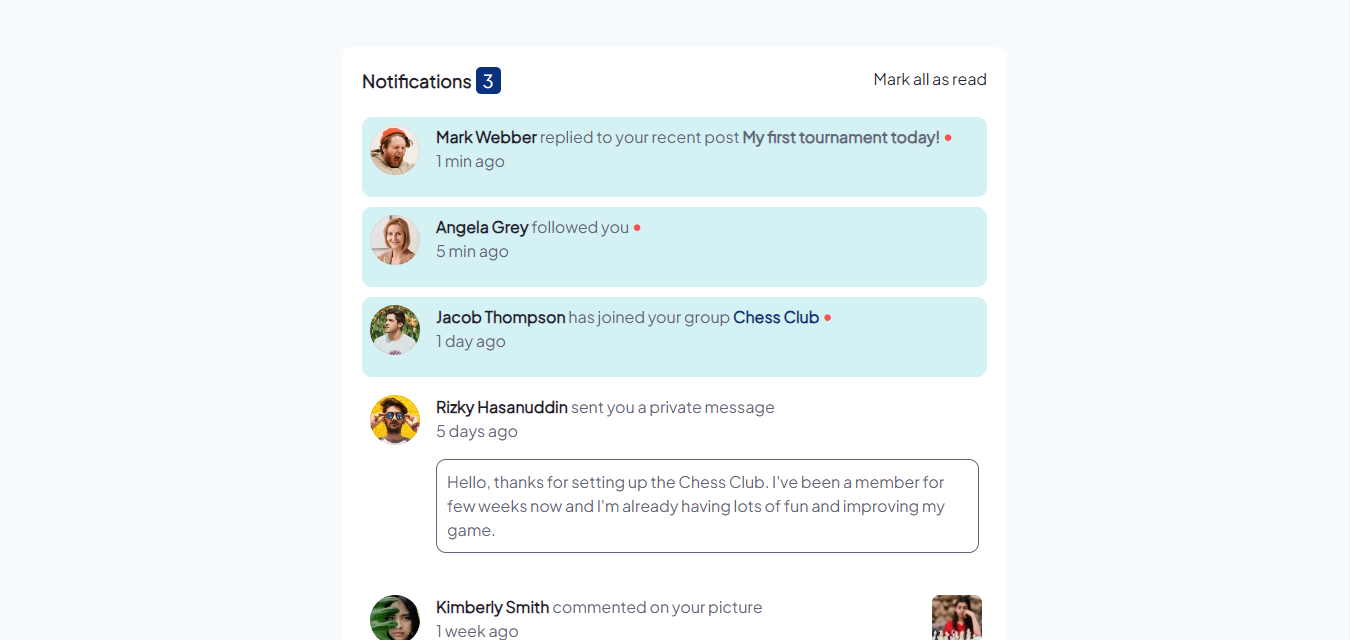 Notifications 3
Mark all as read
Mark Webber replied to your recent post My first tournament today!
1 min ago
Angela Grey followed you
5 min ago
Jacob Thompson has joined your group Chess Club
1 day ago
Rizky Hasanuddin sent you a private message
5 days ago
Hello, thanks for setting up the Chess Club. I've been a member for
few weeks now and I'm already having lots of fun and improving my
game.
Kimberly Smith commented on your picture
1 week ago